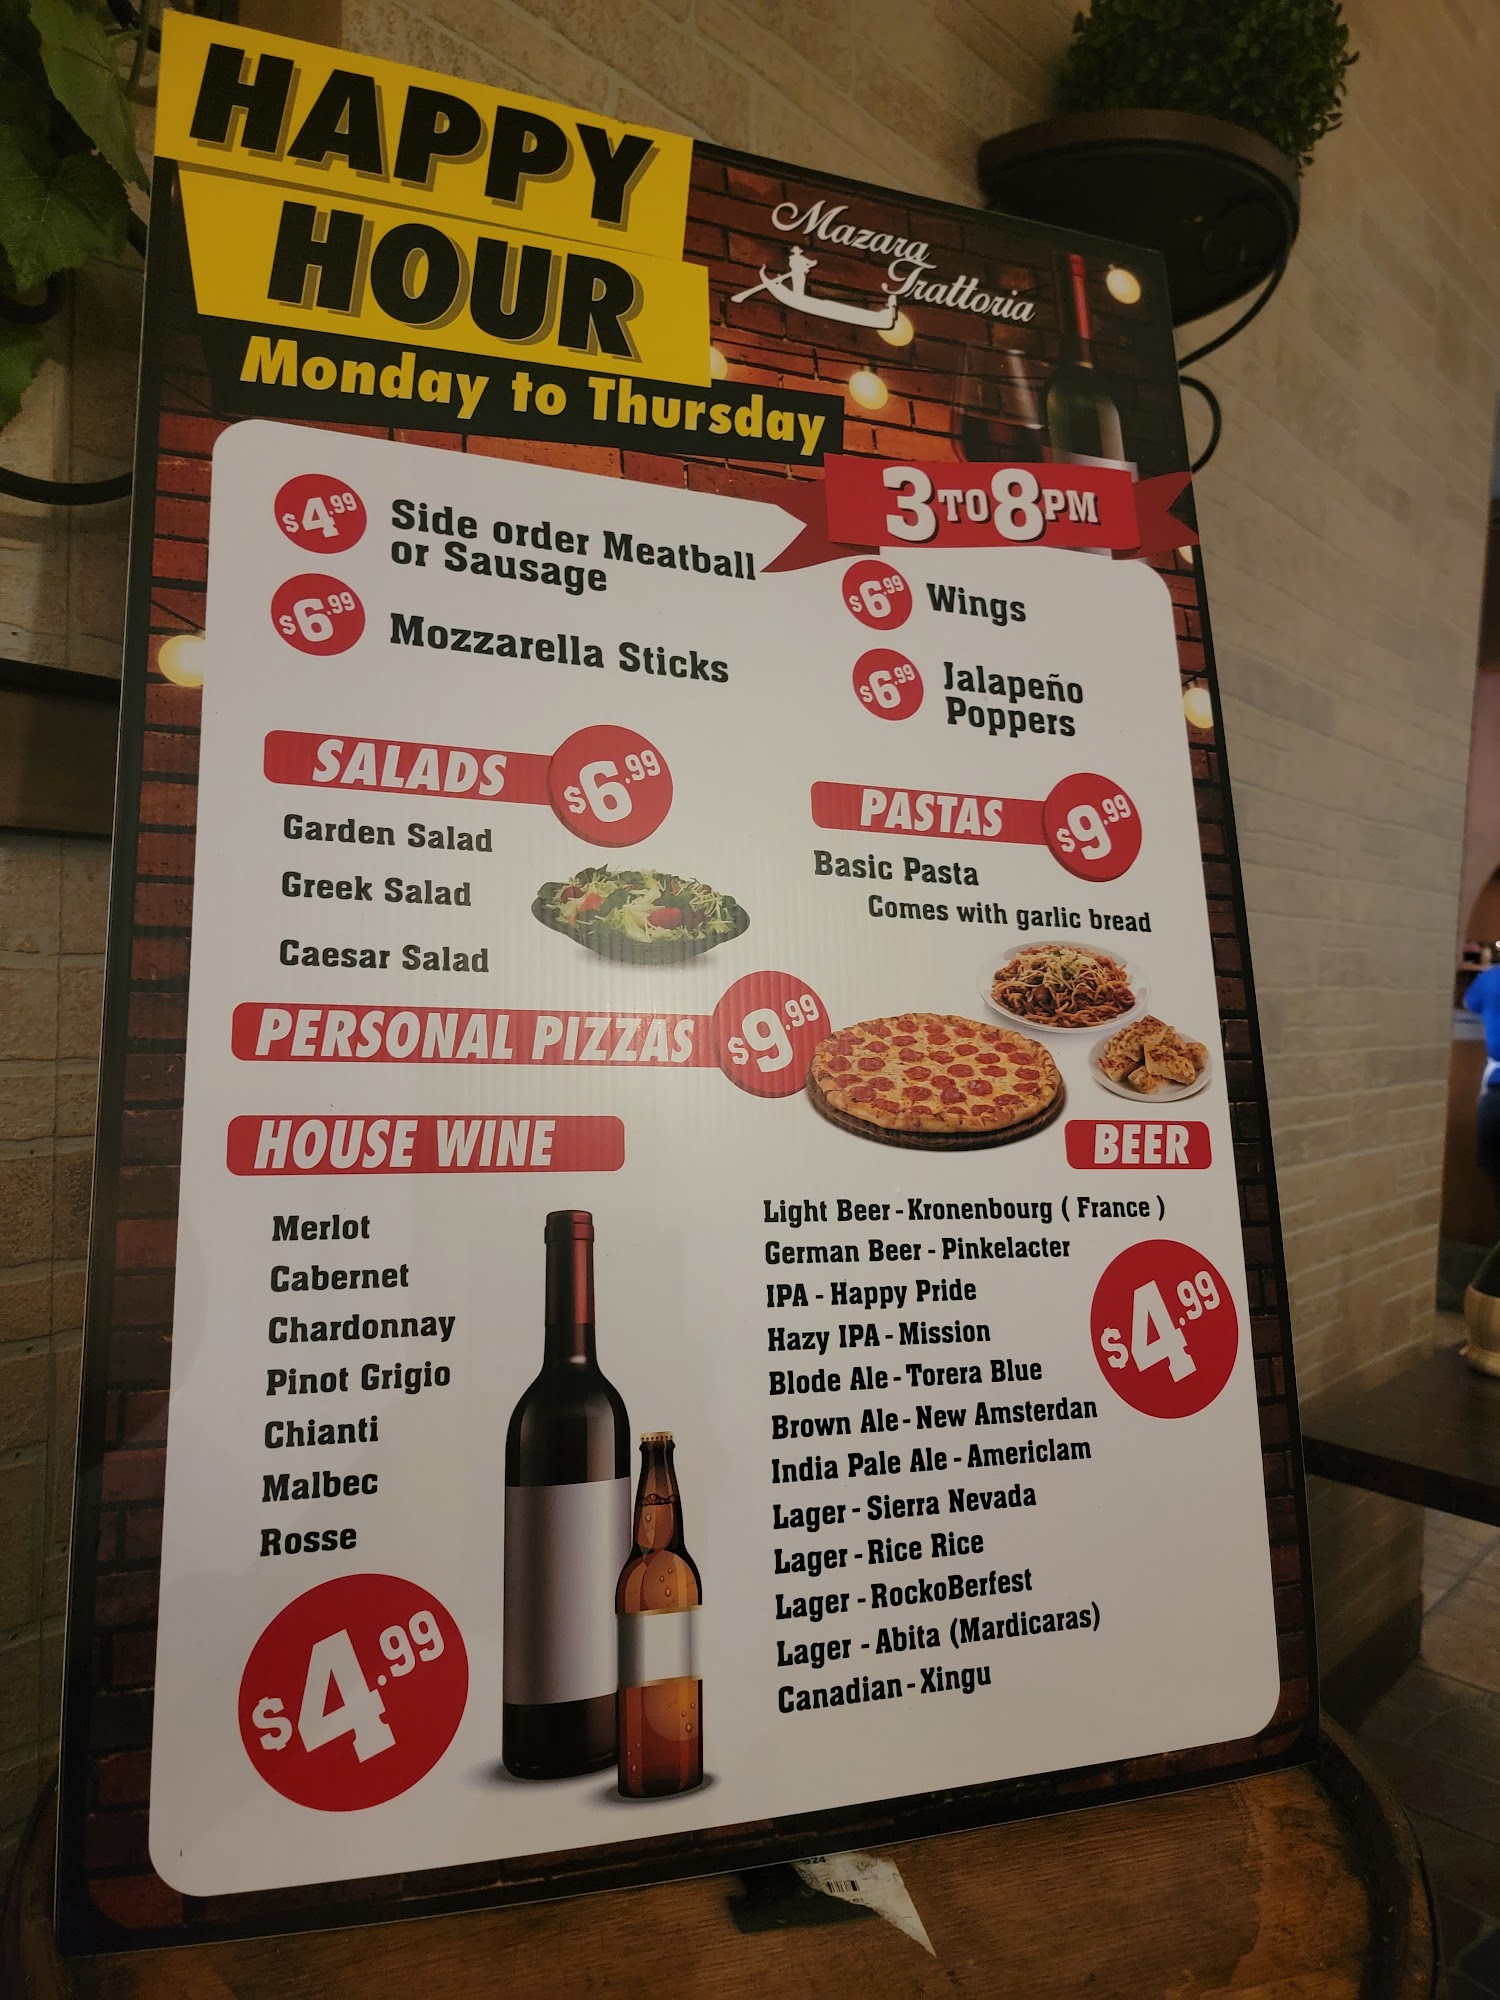 HAPPY
HOUR
Monday to Thursday
Mazara
Trattoria
3 TO 8 PM
$4.99 Side order Meatball
or Sausage
$6.99 Mozzarella Sticks
$6.99 Wings
$6.99 Jalapeño
Poppers
SALADS $6.99
Garden Salad
Greek Salad
Caesar Salad
PASTAS $9.99
Basic Pasta
Comes with garlic bread
PERSONAL PIZZAS $9.99
HOUSE WINE
Merlot
Cabernet
Chardonnay
Pinot Grigio
Chianti
Malbec
Rosse
$4.99
BEER
Light Beer - Kronenbourg ( France )
German Beer - Pinkelacter
IPA - Happy Pride
Hazy IPA - Mission
Blode Ale - Torera Blue
Brown Ale - New Amsterdan
India Pale Ale - Americlam
Lager - Sierra Nevada
Lager - Rice Rice
Lager - RockoBerfest
Lager - Abita (Mardicaras)
Canadian - Xingu
$4.99